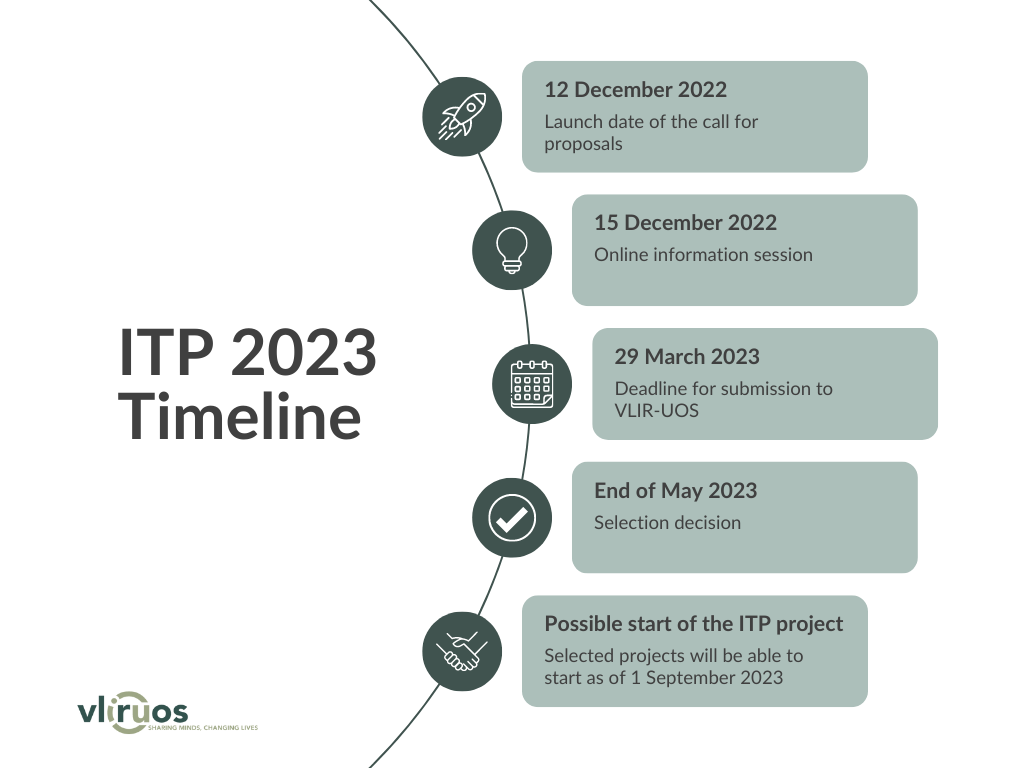 ITP 2023
Timeline
12 December 2022
Launch date of the call for
proposals
15 December 2022
Online information session
29 March 2023
Deadline for submission to
VLIR-UOS
End of May 2023
Selection decision
Possible start of the ITP project
Selected projects will be able to
start as of 1 September 2023
vliruos
SHARING MINDS, CHANGING LIVES